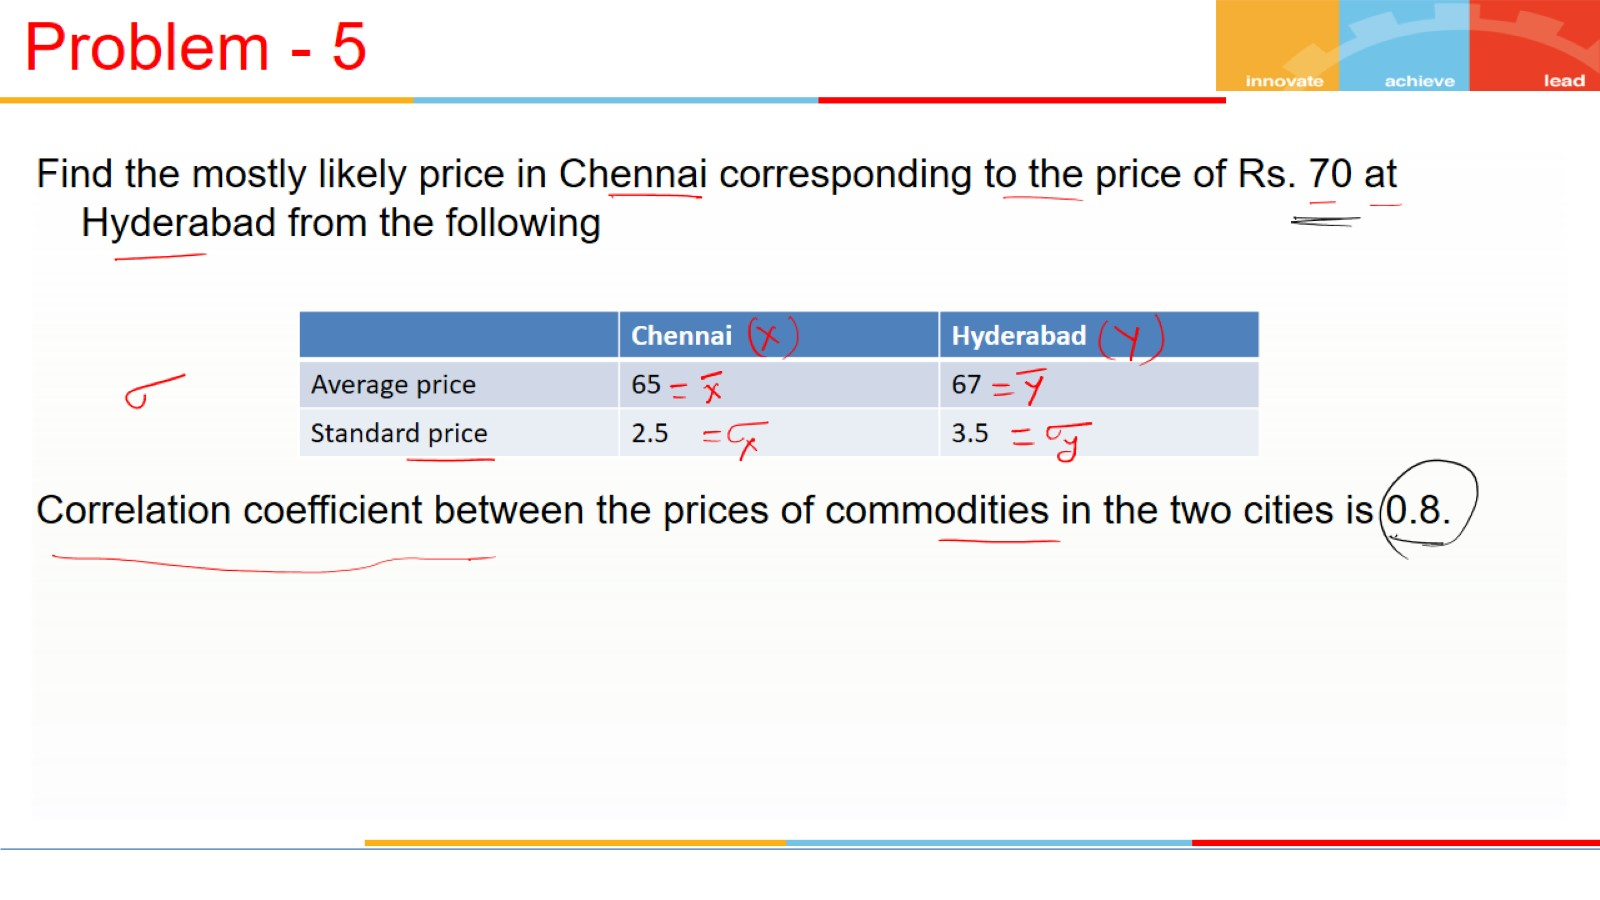 Problem - 5
innovate achieve lead
Find the mostly likely price in Chennai corresponding to the price of Rs. 70 at
Hyderabad from the following
Chennai (X) Hyderabad (Y)
Average price 65 = x̅ 67 = y̅
Standard price 2.5 = σx 3.5 = σy
σ
Correlation coefficient between the prices of commodities in the two cities is 0.8.